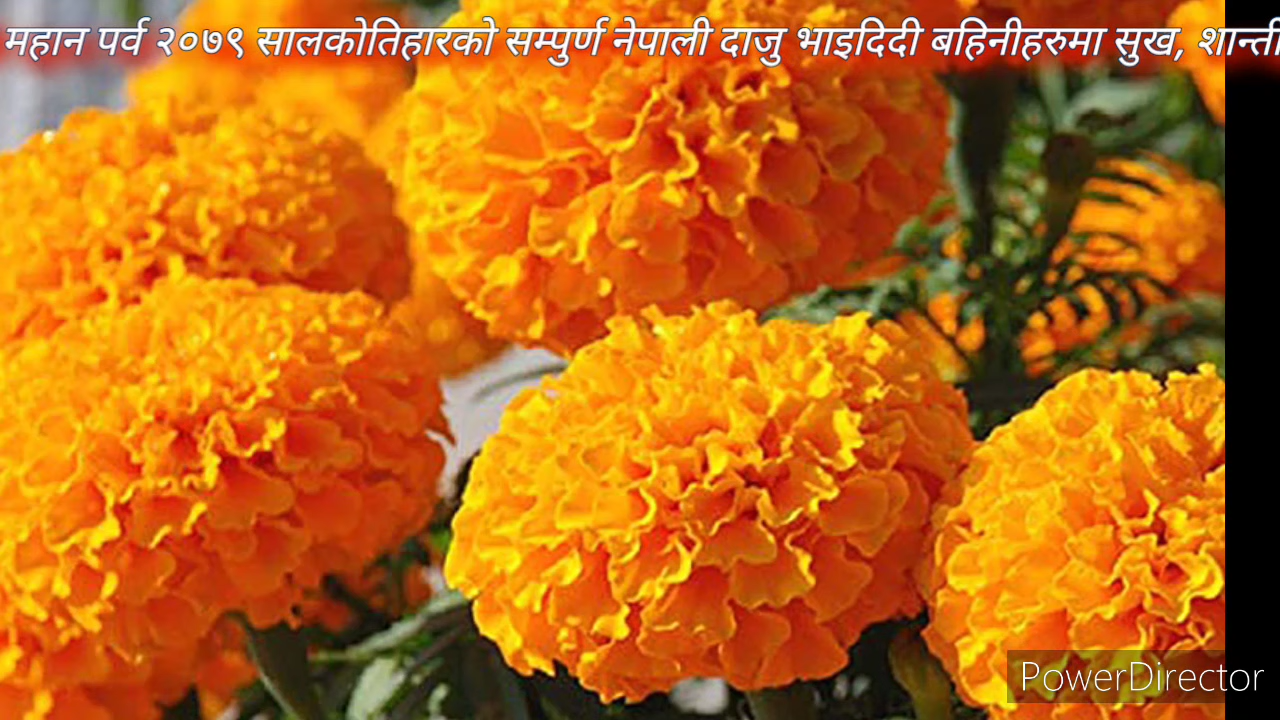 महान पर्व २०७९ सालकोतिहारको सम्पुर्ण नेपाली दाजु भाइदिदी बहिनीहरुमा सुख, शान्ती
PowerDirector